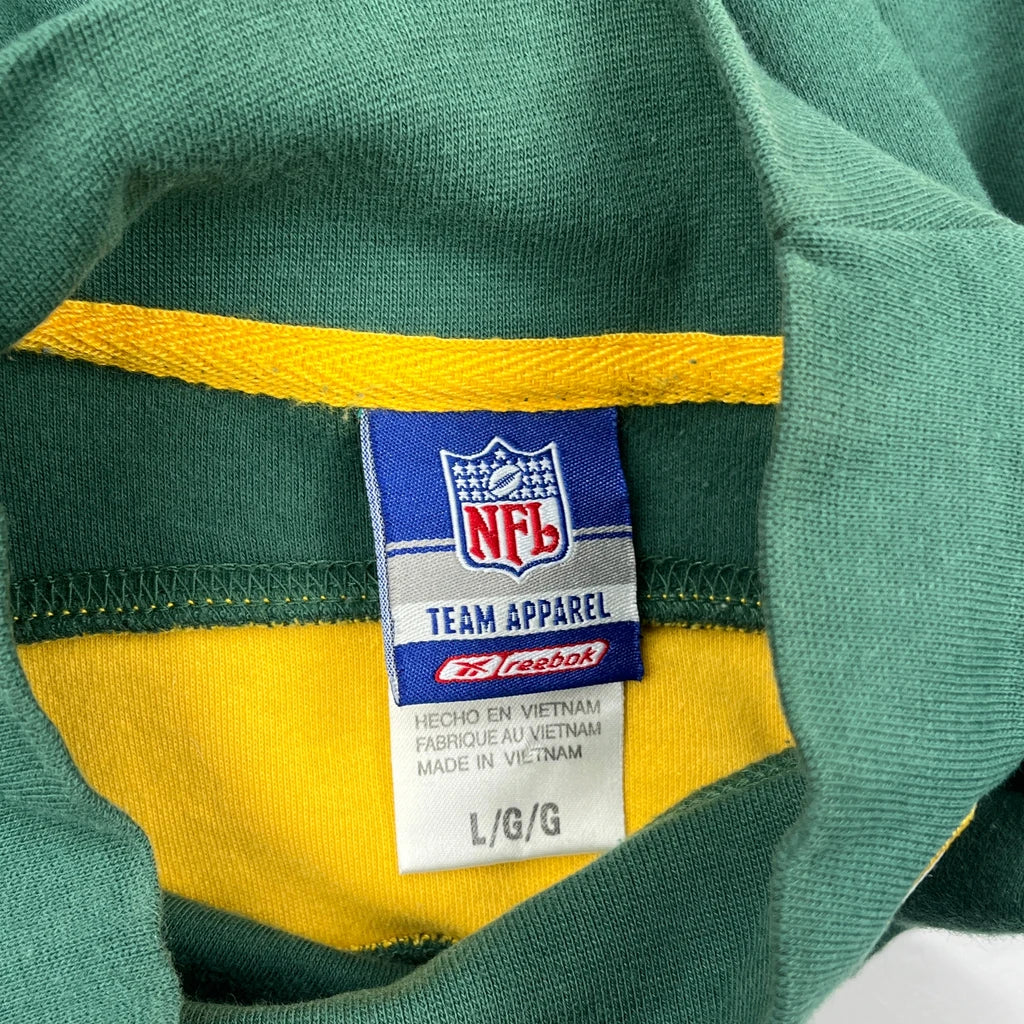 NFL
TEAM APPAREL
reebok
HECHO EN VIETNAM
FABRIQUE AU VIETNAM
MADE IN VIETNAM
L/G/G